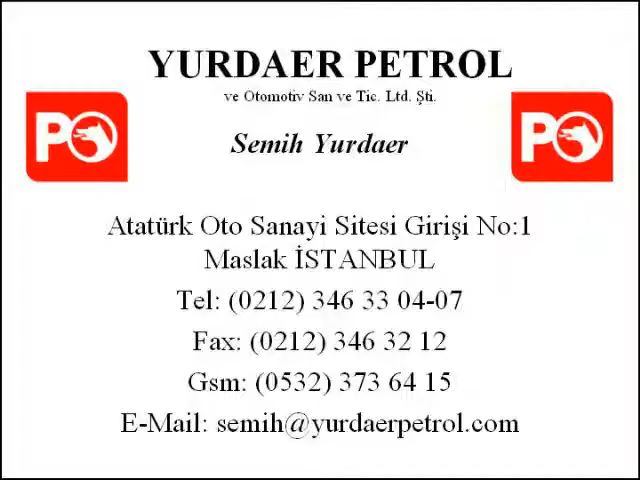 YURDAER PETROL
ve Otomotiv San ve Tic. Ltd. Şti.
PO PO
Semih Yurdaer
Atatürk Oto Sanayi Sitesi Girişi No:1
Maslak İSTANBUL
Tel: (0212) 346 33 04-07
Fax: (0212) 346 32 12
Gsm: (0532) 373 64 15
E-Mail: semih@yurdaerpetrol.com